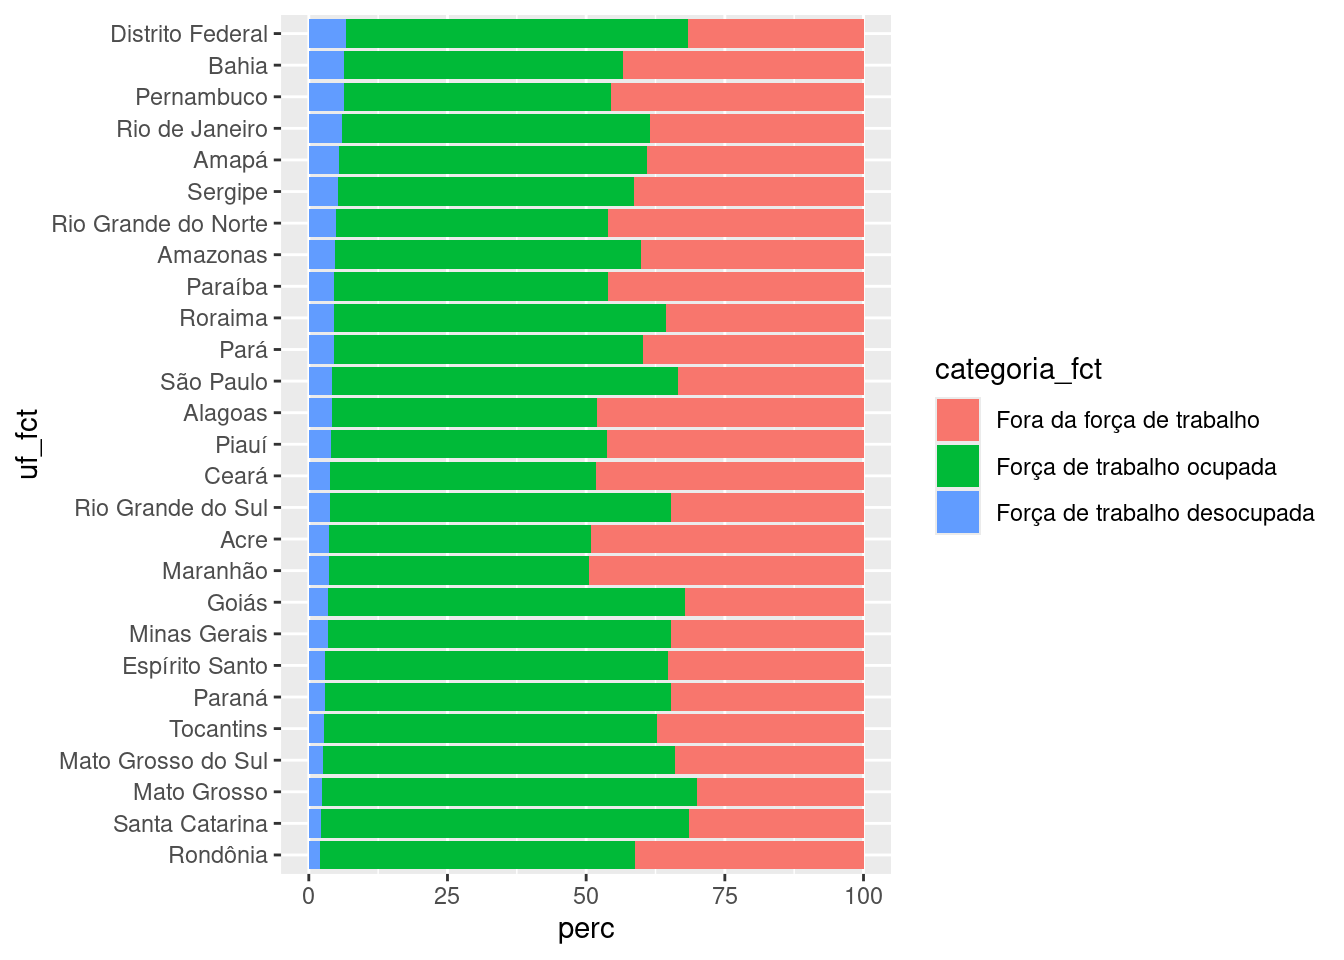 Distrito Federal
Bahia
Pernambuco
Rio de Janeiro
Amapá
Sergipe
Rio Grande do Norte
Amazonas
Paraíba
Roraima
Pará
São Paulo
Alagoas
Piauí
Ceará
Rio Grande do Sul
Acre
Maranhão
Goiás
Minas Gerais
Espírito Santo
Paraná
Tocantins
Mato Grosso do Sul
Mato Grosso
Santa Catarina
Rondônia
uf_fct
0 25 50 75 100
perc
categoria_fct
Fora da força de trabalho
Força de trabalho ocupada
Força de trabalho desocupada